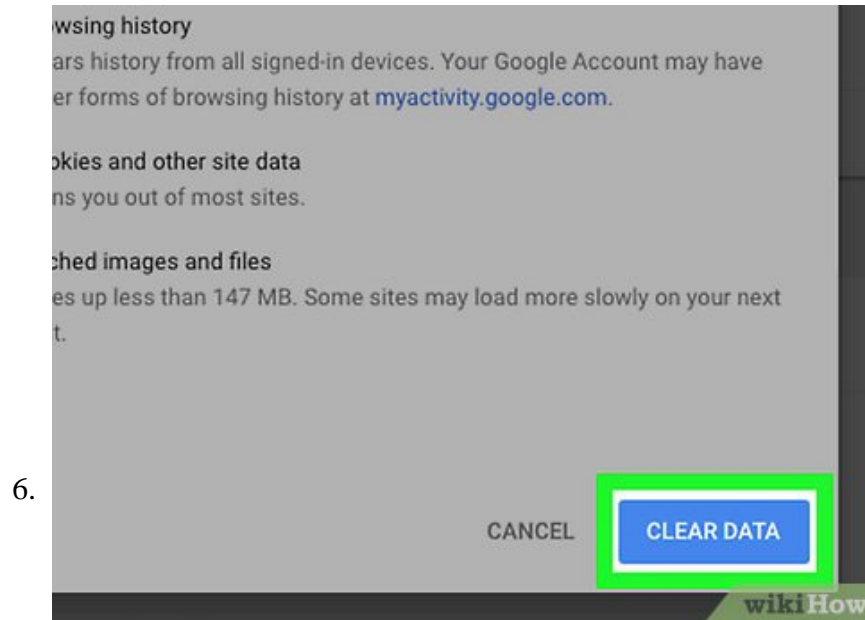 wsing history
ars history from all signed-in devices. Your Google Account may have
er forms of browsing history at myactivity.google.com.
okies and other site data
ns you out of most sites.
ched images and files
es up less than 147 MB. Some sites may load more slowly on your next
t.
6.
CANCEL CLEAR DATA
wikiHow